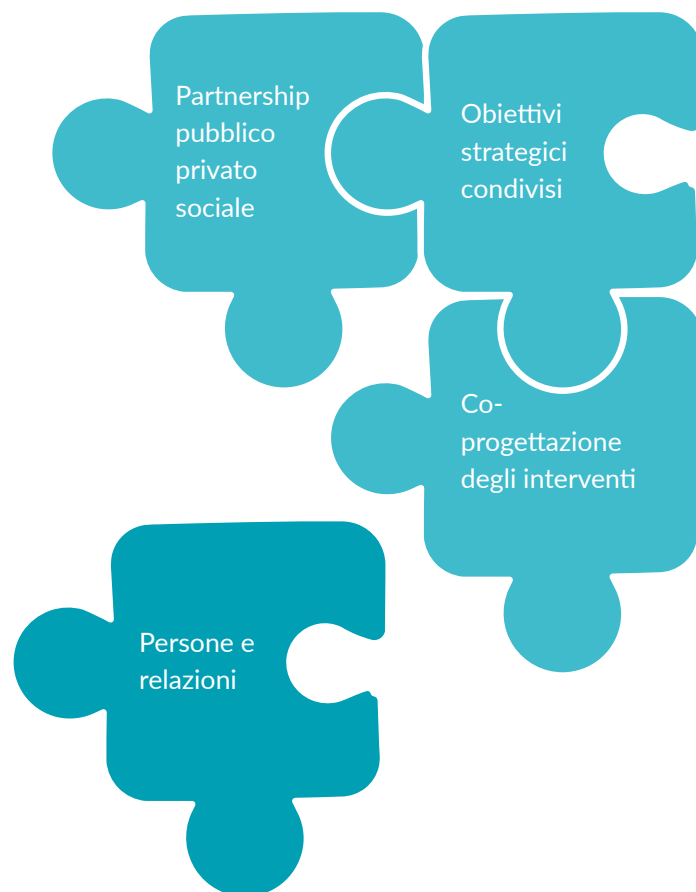 Partnership
pubblico
privato
sociale
Obiettivi
strategici
condivisi
Co-
progettazione
degli interventi
Persone e
relazioni